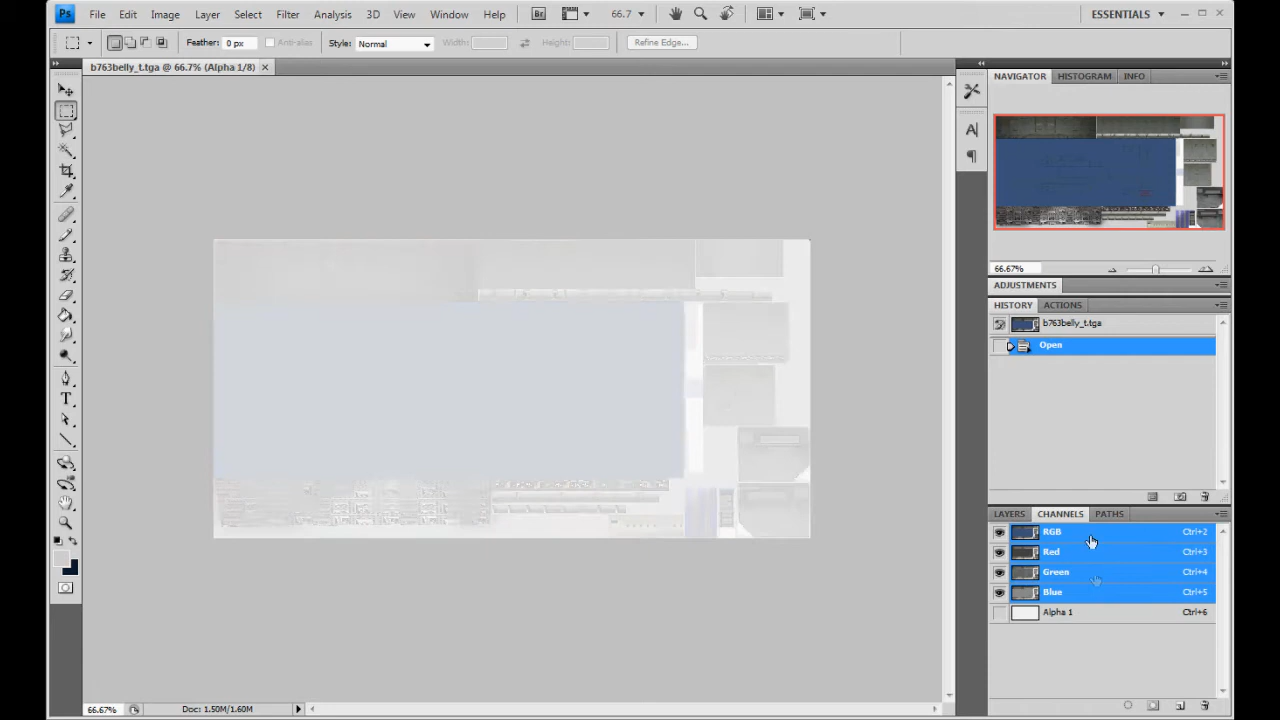 Ps File Edit Image Layer Select Filter Analysis 3D View Window Help Br 66.7 ESSENTIALS
Feather: 0 px Anti-alias Style: Normal Width: Height: Refine Edge...
b763belly_t.tga @ 66.7% (Alpha 1/8)
NAVIGATOR HISTOGRAM INFO
66.67%
ADJUSTMENTS
HISTORY ACTIONS
b763belly_t.tga
Open
LAYERS CHANNELS PATHS
RGB Ctrl+2
Red Ctrl+3
Green Ctrl+4
Blue Ctrl+5
Alpha 1 Ctrl+6
66.67% Doc: 1.50M/1.60M